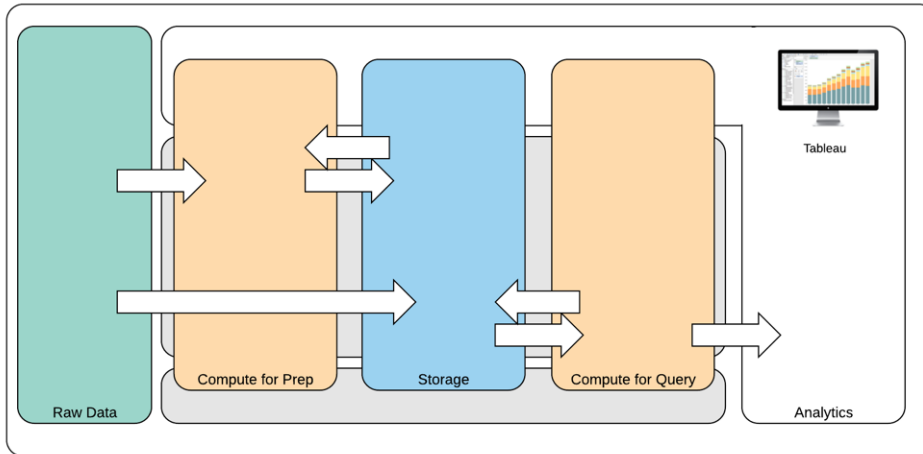 Tableau
Compute for Prep
Storage
Compute for Query
Raw Data
Analytics